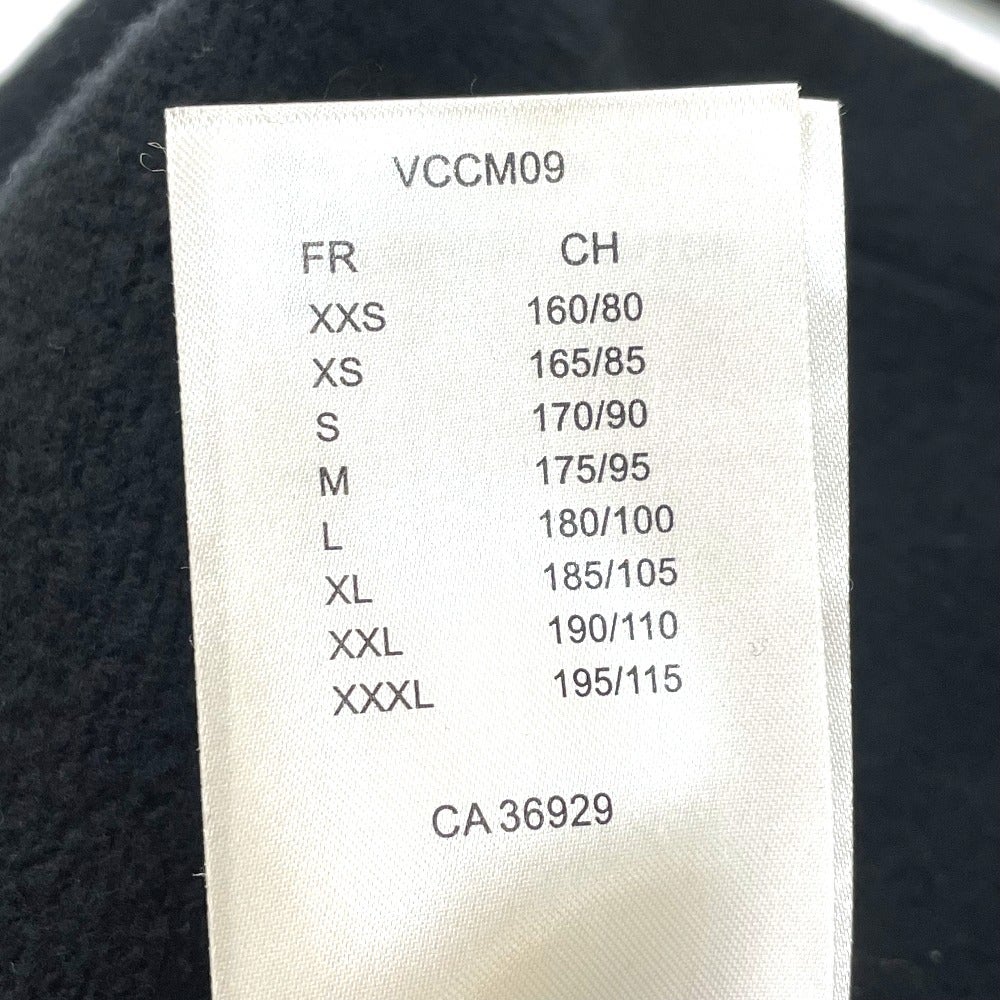 VCCM09
FR CH
XXS 160/80
XS 165/85
S 170/90
M 175/95
L 180/100
XL 185/105
XXL 190/110
XXXL 195/115
CA 36929